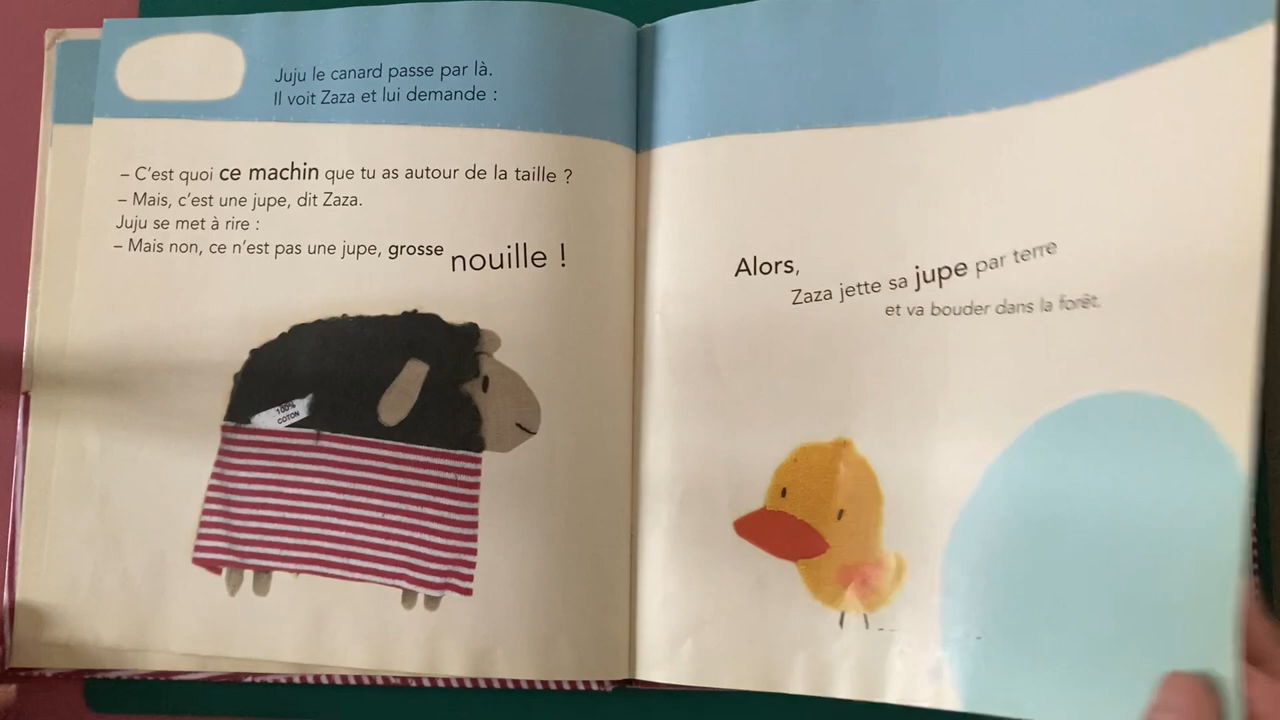 Juju le canard passe par là.
Il voit Zaza et lui demande :
– C'est quoi ce machin que tu as autour de la taille ?
– Mais, c'est une jupe, dit Zaza.
Juju se met à rire :
– Mais non, ce n'est pas une jupe, grosse nouille !
100%
COTON
Alors,
Zaza jette sa jupe par terre
et va bouder dans la forêt.